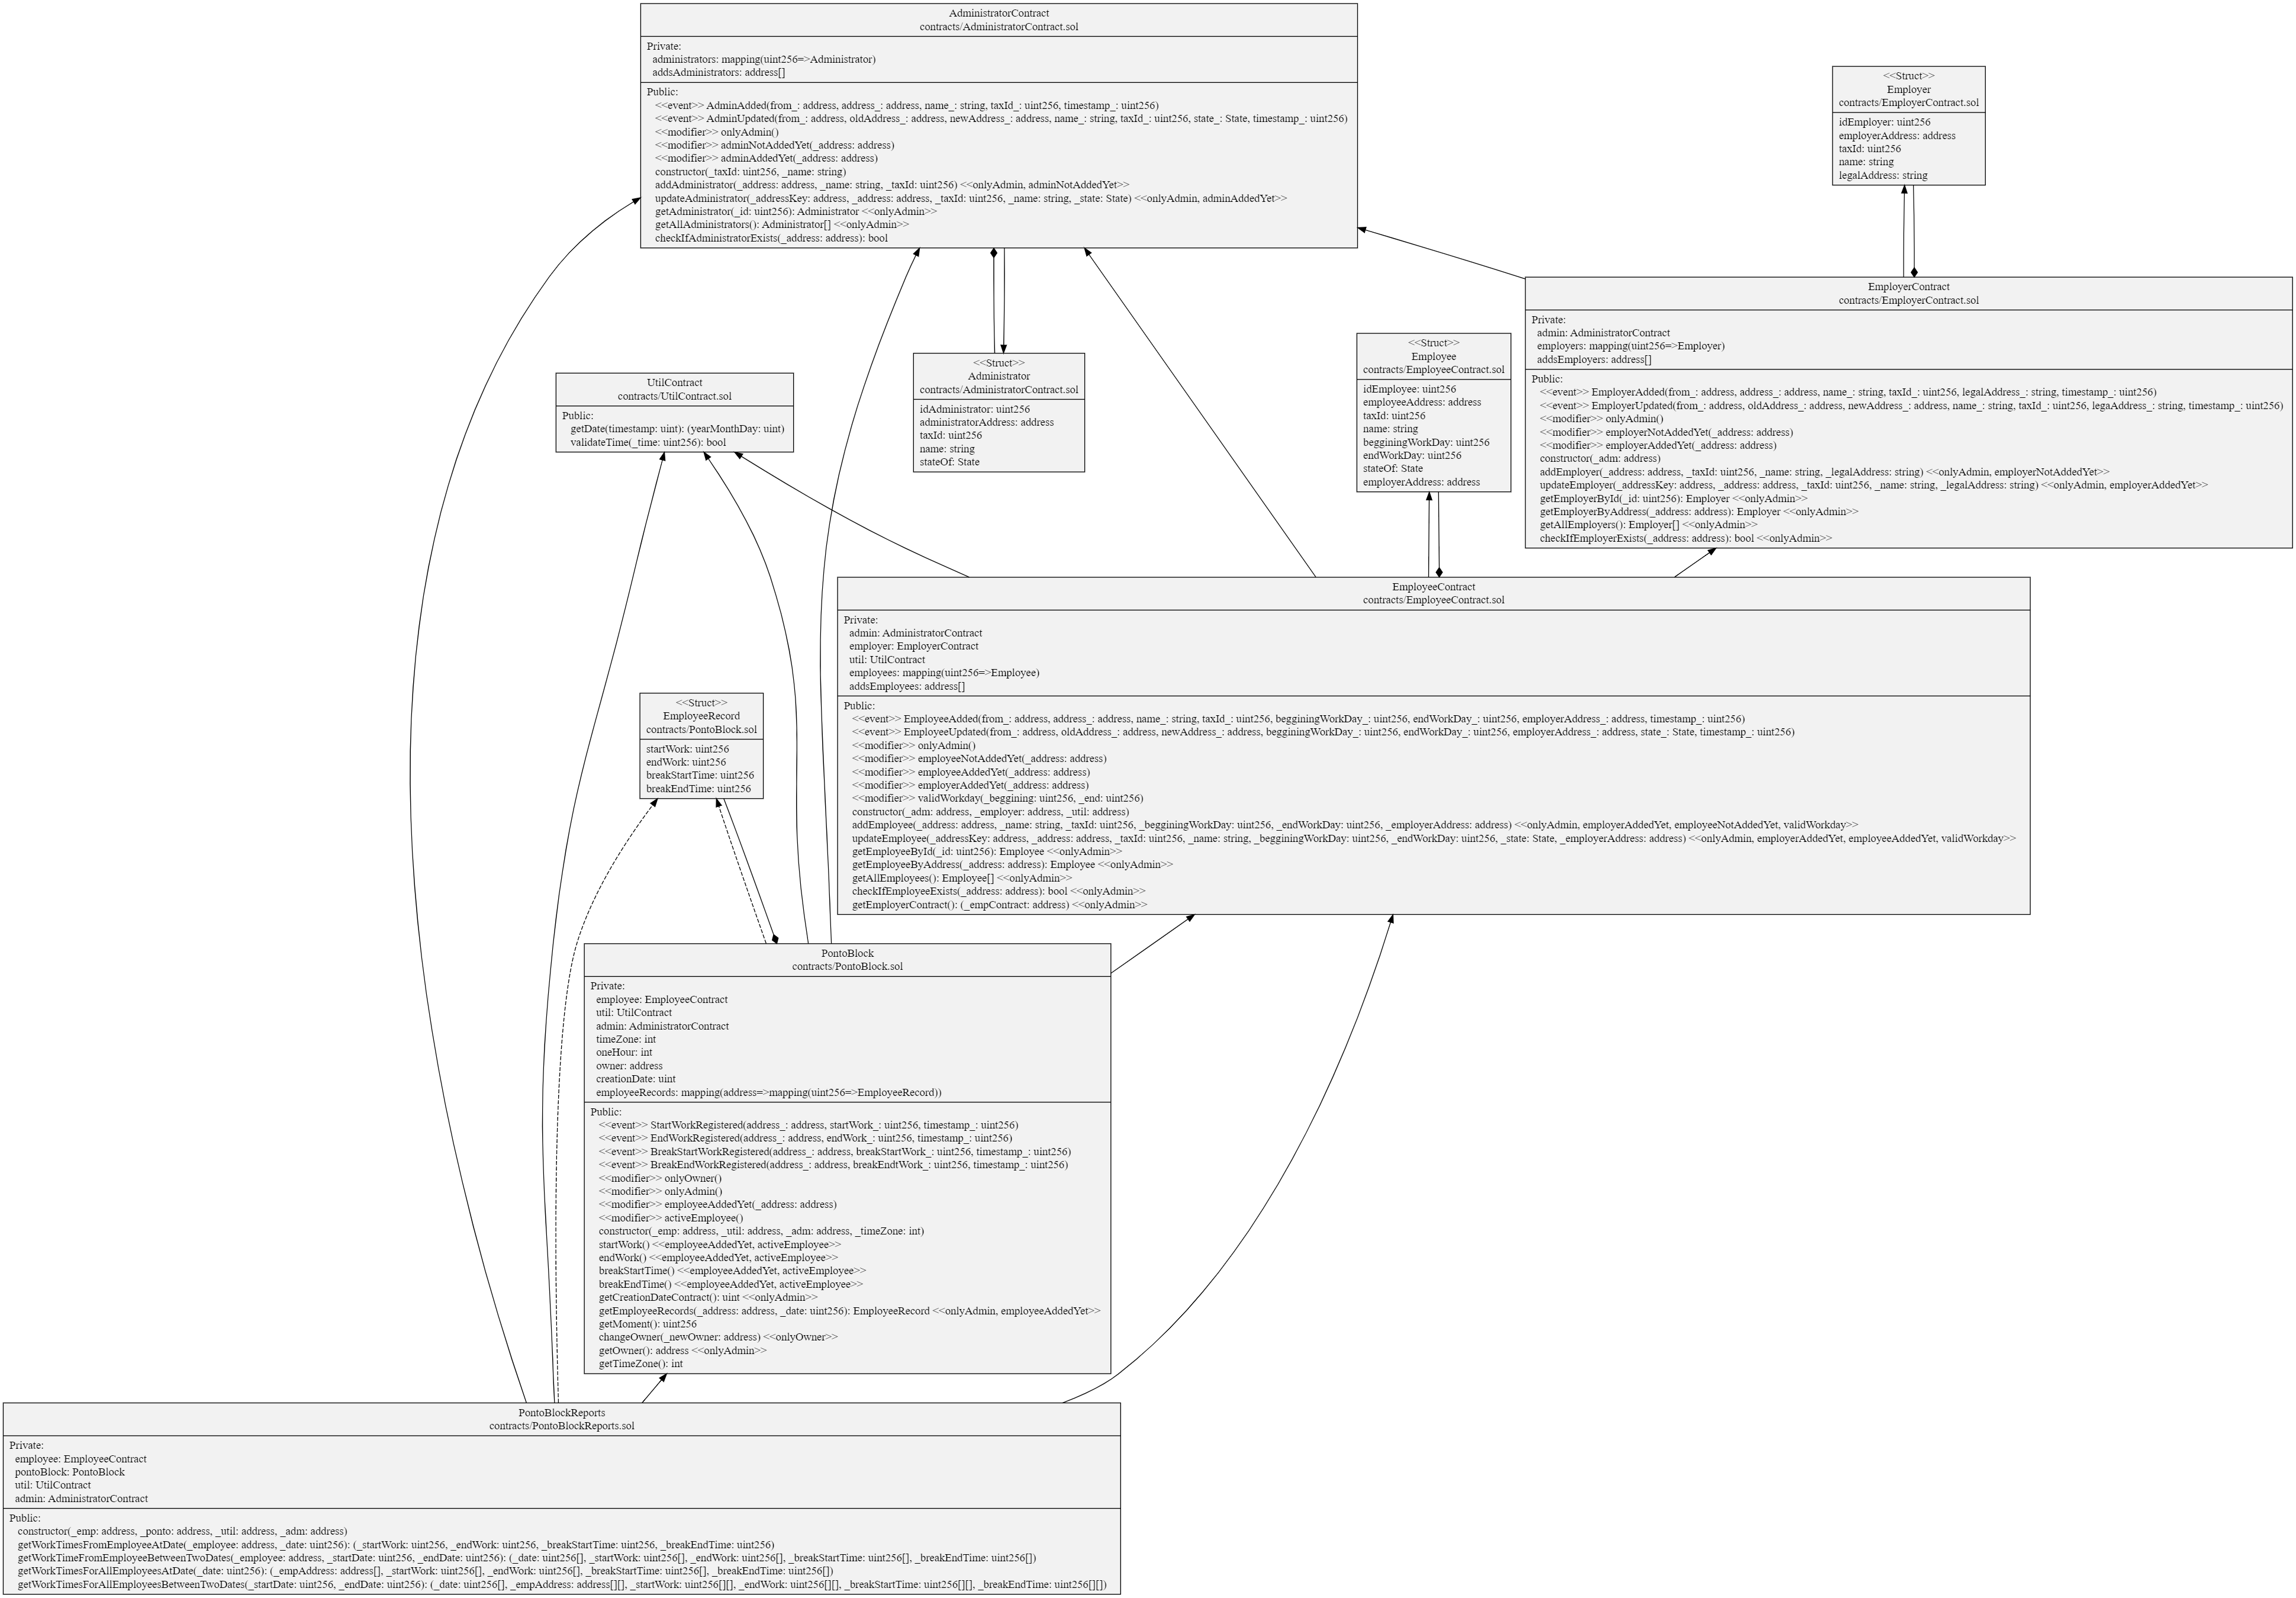 AdministratorContract
contracts/AdministratorContract.sol
Private:
administrators: mapping(uint256=>Administrator)
addsAdministrators: address[]
Public:
<<event>> AdminAdded(from_: address, address_: address, name_: string, taxId_: uint256, timestamp_: uint256)
<<event>> AdminUpdated(from_: address, oldAddress_: address, newAddress_: address, name_: string, taxId_: uint256, state_: State, timestamp_: uint256)
<<modifier>> onlyAdmin()
<<modifier>> adminNotAddedYet(_address: address)
<<modifier>> adminAddedYet(_address: address)
constructor(_taxId: uint256, _name: string)
addAdministrator(_address: address, _name: string, _taxId: uint256) <<onlyAdmin, adminNotAddedYet>>
updateAdministrator(_addressKey: address, _address: address, _taxId: uint256, _name: string, _state: State) <<onlyAdmin, adminAddedYet>>
getAdministrator(_id: uint256): Administrator <<onlyAdmin>>
getAllAdministrators(): Administrator[] <<onlyAdmin>>
checkIfAdministratorExists(_address: address): bool
<<Struct>>
Employer
contracts/EmployerContract.sol
idEmployer: uint256
employerAddress: address
taxId: uint256
name: string
legalAddress: string
EmployerContract
contracts/EmployerContract.sol
Private:
admin: AdministratorContract
employers: mapping(uint256=>Employer)
addsEmployers: address[]
Public:
<<event>> EmployerAdded(from_: address, address_: address, name_: string, taxId_: uint256, legalAddress_: string, timestamp_: uint256)
<<event>> EmployerUpdated(from_: address, oldAddress_: address, newAddress_: address, name_: string, taxId_: uint256, legaAddress_: string, timestamp_: uint256)
<<modifier>> onlyAdmin()
<<modifier>> employerNotAddedYet(_address: address)
<<modifier>> employerAddedYet(_address: address)
constructor(_adm: address)
addEmployer(_address: address, _taxId: uint256, _name: string, _legalAddress: string) <<onlyAdmin, employerNotAddedYet>>
updateEmployer(_addressKey: address, _address: address, _taxId: uint256, _name: string, _legalAddress: string) <<onlyAdmin, employerAddedYet>>
getEmployerById(_id: uint256): Employer <<onlyAdmin>>
getEmployerByAddress(_address: address): Employer <<onlyAdmin>>
getAllEmployers(): Employer[] <<onlyAdmin>>
checkIfEmployerExists(_address: address): bool <<onlyAdmin>>
<<Struct>>
Employee
contracts/EmployeeContract.sol
idEmployee: uint256
employeeAddress: address
taxId: uint256
name: string
begginingWorkDay: uint256
endWorkDay: uint256
stateOf: State
employerAddress: address
<<Struct>>
Administrator
contracts/AdministratorContract.sol
idAdministrator: uint256
administratorAddress: address
taxId: uint256
name: string
stateOf: State
UtilContract
contracts/UtilContract.sol
Public:
getDate(timestamp: uint): (yearMonthDay: uint)
validateTime(_time: uint256): bool
EmployeeContract
contracts/EmployeeContract.sol
Private:
admin: AdministratorContract
employer: EmployerContract
util: UtilContract
employees: mapping(uint256=>Employee)
addsEmployees: address[]
Public:
<<event>> EmployeeAdded(from_: address, address_: address, name_: string, taxId_: uint256, begginingWorkDay_: uint256, endWorkDay_: uint256, employerAddress_: address, timestamp_: uint256)
<<event>> EmployeeUpdated(from_: address, oldAddress_: address, newAddress_: address, begginingWorkDay_: uint256, endWorkDay_: uint256, employerAddress_: address, state_: State, timestamp_: uint256)
<<modifier>> onlyAdmin()
<<modifier>> employeeNotAddedYet(_address: address)
<<modifier>> employeeAddedYet(_address: address)
<<modifier>> employerAddedYet(_address: address)
<<modifier>> validWorkday(_beggining: uint256, _end: uint256)
constructor(_adm: address, _employer: address, _util: address)
addEmployee(_address: address, _name: string, _taxId: uint256, _begginingWorkDay: uint256, _endWorkDay: uint256, _employerAddress: address) <<onlyAdmin, employerAddedYet, employeeNotAddedYet, validWorkday>>
updateEmployee(_addressKey: address, _address: address, _taxId: uint256, _name: string, _begginingWorkDay: uint256, _endWorkDay: uint256, _state: State, _employerAddress: address) <<onlyAdmin, employerAddedYet, employeeAddedYet, validWorkday>>
getEmployeeById(_id: uint256): Employee <<onlyAdmin>>
getEmployeeByAddress(_address: address): Employee <<onlyAdmin>>
getAllEmployees(): Employee[] <<onlyAdmin>>
checkIfEmployeeExists(_address: address): bool <<onlyAdmin>>
getEmployerContract(): (_empContract: address) <<onlyAdmin>>
<<Struct>>
EmployeeRecord
contracts/PontoBlock.sol
startWork: uint256
endWork: uint256
breakStartTime: uint256
breakEndTime: uint256
PontoBlock
contracts/PontoBlock.sol
Private:
employee: EmployeeContract
util: UtilContract
admin: AdministratorContract
timeZone: int
oneHour: int
owner: address
creationDate: uint
employeeRecords: mapping(address=>mapping(uint256=>EmployeeRecord))
Public:
<<event>> StartWorkRegistered(address_: address, startWork_: uint256, timestamp_: uint256)
<<event>> EndWorkRegistered(address_: address, endWork_: uint256, timestamp_: uint256)
<<event>> BreakStartWorkRegistered(address_: address, breakStartWork_: uint256, timestamp_: uint256)
<<event>> BreakEndWorkRegistered(address_: address, breakEndtWork_: uint256, timestamp_: uint256)
<<modifier>> onlyOwner()
<<modifier>> onlyAdmin()
<<modifier>> employeeAddedYet(_address: address)
<<modifier>> activeEmployee()
constructor(_emp: address, _util: address, _adm: address, _timeZone: int)
startWork() <<employeeAddedYet, activeEmployee>>
endWork() <<employeeAddedYet, activeEmployee>>
breakStartTime() <<employeeAddedYet, activeEmployee>>
breakEndTime() <<employeeAddedYet, activeEmployee>>
getCreationDateContract(): uint <<onlyAdmin>>
getEmployeeRecords(_address: address, _date: uint256): EmployeeRecord <<onlyAdmin, employeeAddedYet>>
getMoment(): uint256
changeOwner(_newOwner: address) <<onlyOwner>>
getOwner(): address <<onlyAdmin>>
getTimeZone(): int
PontoBlockReports
contracts/PontoBlockReports.sol
Private:
employee: EmployeeContract
pontoBlock: PontoBlock
util: UtilContract
admin: AdministratorContract
Public:
constructor(_emp: address, _ponto: address, _util: address, _adm: address)
getWorkTimesFromEmployeeAtDate(_employee: address, _date: uint256): (_startWork: uint256, _endWork: uint256, _breakStartTime: uint256, _breakEndTime: uint256)
getWorkTimeFromEmployeeBetweenTwoDates(_employee: address, _startDate: uint256, _endDate: uint256): (_date: uint256[], _startWork: uint256[], _endWork: uint256[], _breakStartTime: uint256[], _breakEndTime: uint256[])
getWorkTimesForAllEmployeesAtDate(_date: uint256): (_empAddress: address[], _startWork: uint256[], _endWork: uint256[], _breakStartTime: uint256[], _breakEndTime: uint256[])
getWorkTimesForAllEmployeesBetweenTwoDates(_startDate: uint256, _endDate: uint256): (_date: uint256[], _empAddress: address[][], _startWork: uint256[][], _endWork: uint256[][], _breakStartTime: uint256[][], _breakEndTime: uint256[][])